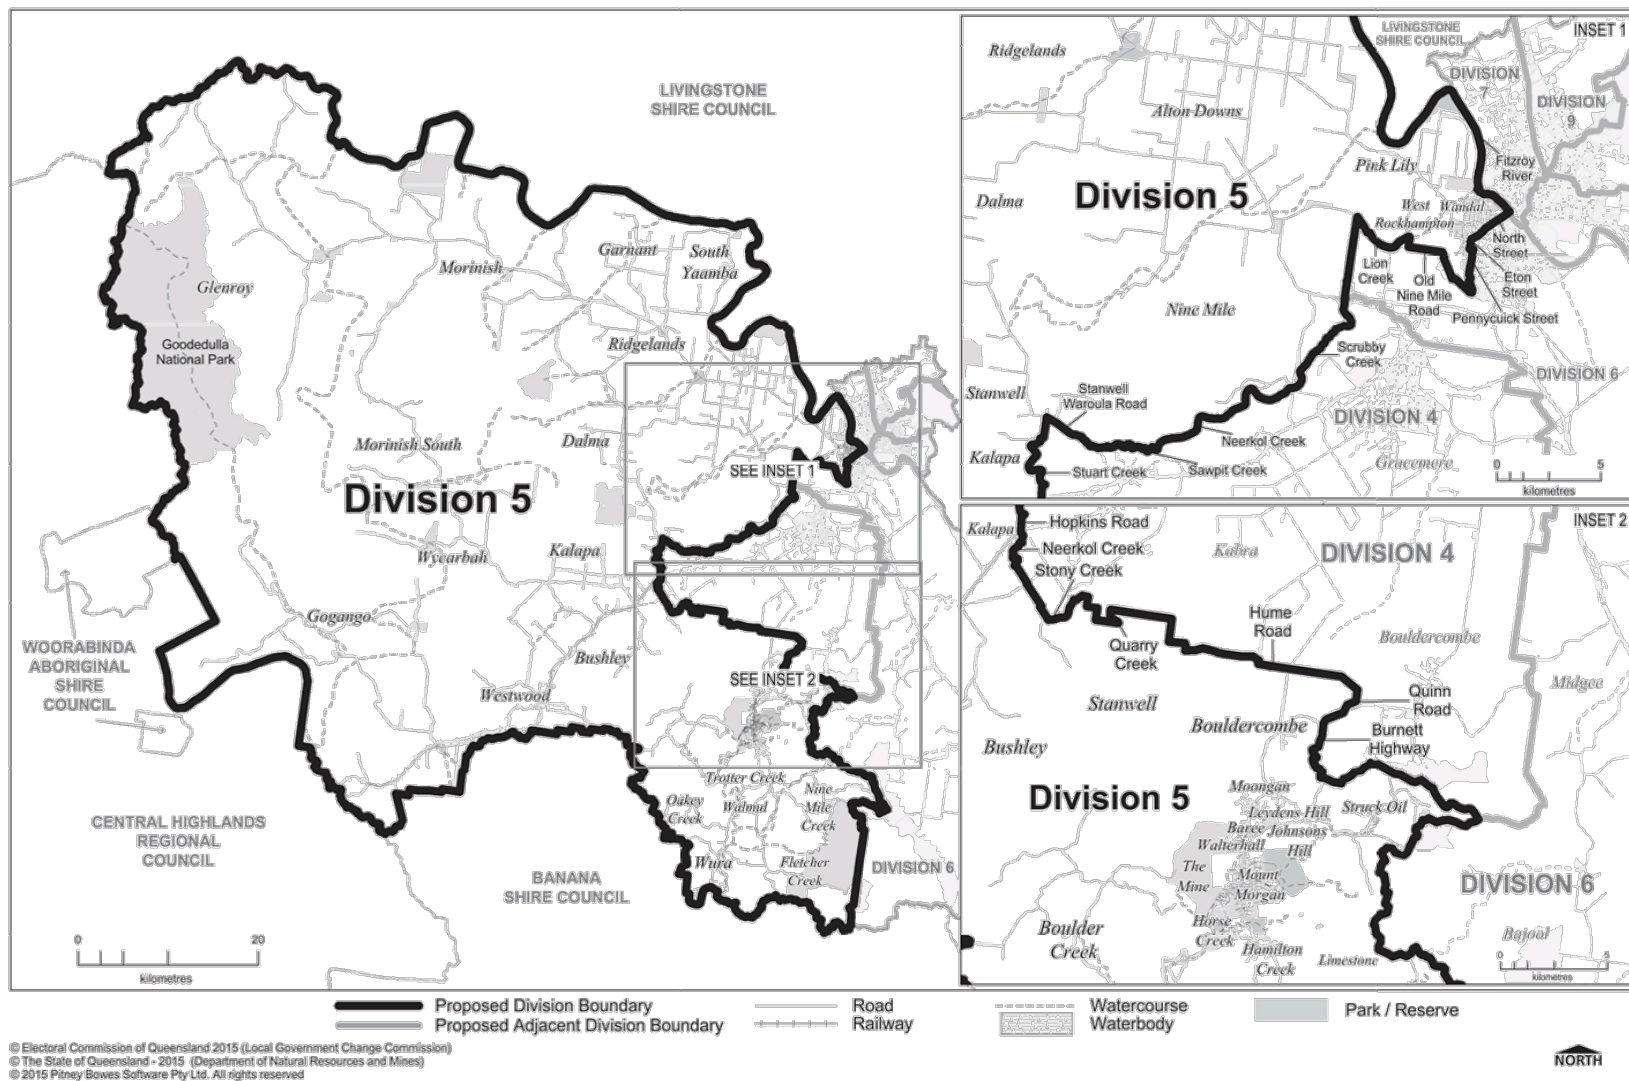 LIVINGSTONE
SHIRE COUNCIL
Garnant
South
Yaamba
Morinish
Glenroy
Goodedulla
National Park
Ridgelands
Morinish South
Dalma
SEE INSET 1
Division 5
Wycarbah
Kalapa
Gogango
Bushley
WOORABINDA
ABORIGINAL
SHIRE
COUNCIL
SEE INSET 2
Westwood
Trotter Creek
Oakey
Creek
Walmul
Nine
Mile
Creek
Wura
Fletcher
Creek
DIVISION 6
CENTRAL HIGHLANDS
REGIONAL
COUNCIL
BANANA
SHIRE COUNCIL
0 20
kilometres
INSET 1
LIVINGSTONE
SHIRE COUNCIL
Ridgelands
DIVISION
7
DIVISION
9
Alton Downs
Pink Lily
Fitzroy
River
Division 5
Dalma
West
Rockhampton
Wandal
North
Street
Lion
Creek
Old
Nine Mile
Road
Eton
Street
Pennycuick Street
Nine Mile
Scrubby
Creek
DIVISION 6
Stanwell
Stanwell
Waroula Road
DIVISION 4
Neerkol Creek
Kalapa
Stuart Creek
Sawpit Creek
Gracemere
0 5
kilometres
INSET 2
Kalapa
Hopkins Road
Neerkol Creek
Stony Creek
Kabra
DIVISION 4
Hume
Road
Bouldercombe
Quarry
Creek
Midgee
Stanwell
Quinn
Road
Bouldercombe
Burnett
Highway
Bushley
Division 5
Moongan
Leydens Hill
Struck Oil
Baree
Johnsons
Hill
Walterhall
The
Mine
Mount
Morgan
DIVISION 6
Horse
Creek
Boulder
Creek
Hamilton
Creek
Limestone
Bajool
0 5
kilometres
Proposed Division Boundary
Proposed Adjacent Division Boundary
Road
Railway
Watercourse
Waterbody
Park / Reserve
© Electoral Commission of Queensland 2015 (Local Government Change Commission)
© The State of Queensland - 2015 (Department of Natural Resources and Mines)
© 2015 Pitney Bowes Software Pty Ltd. All rights reserved
NORTH